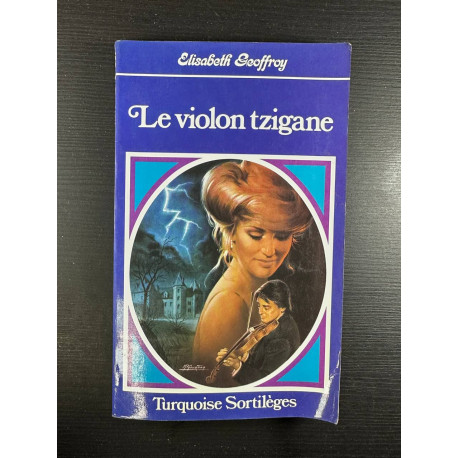 Elisabeth Geoffroy
Le violon tzigane
Turquoise Sortilèges